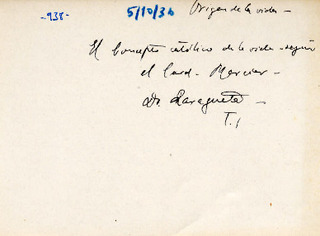 -938-
5/10/36
Origen de la vida -
El Concepto católico de la vida - según
el Card. Mercier -
Dr. Zaragueta -
T.1